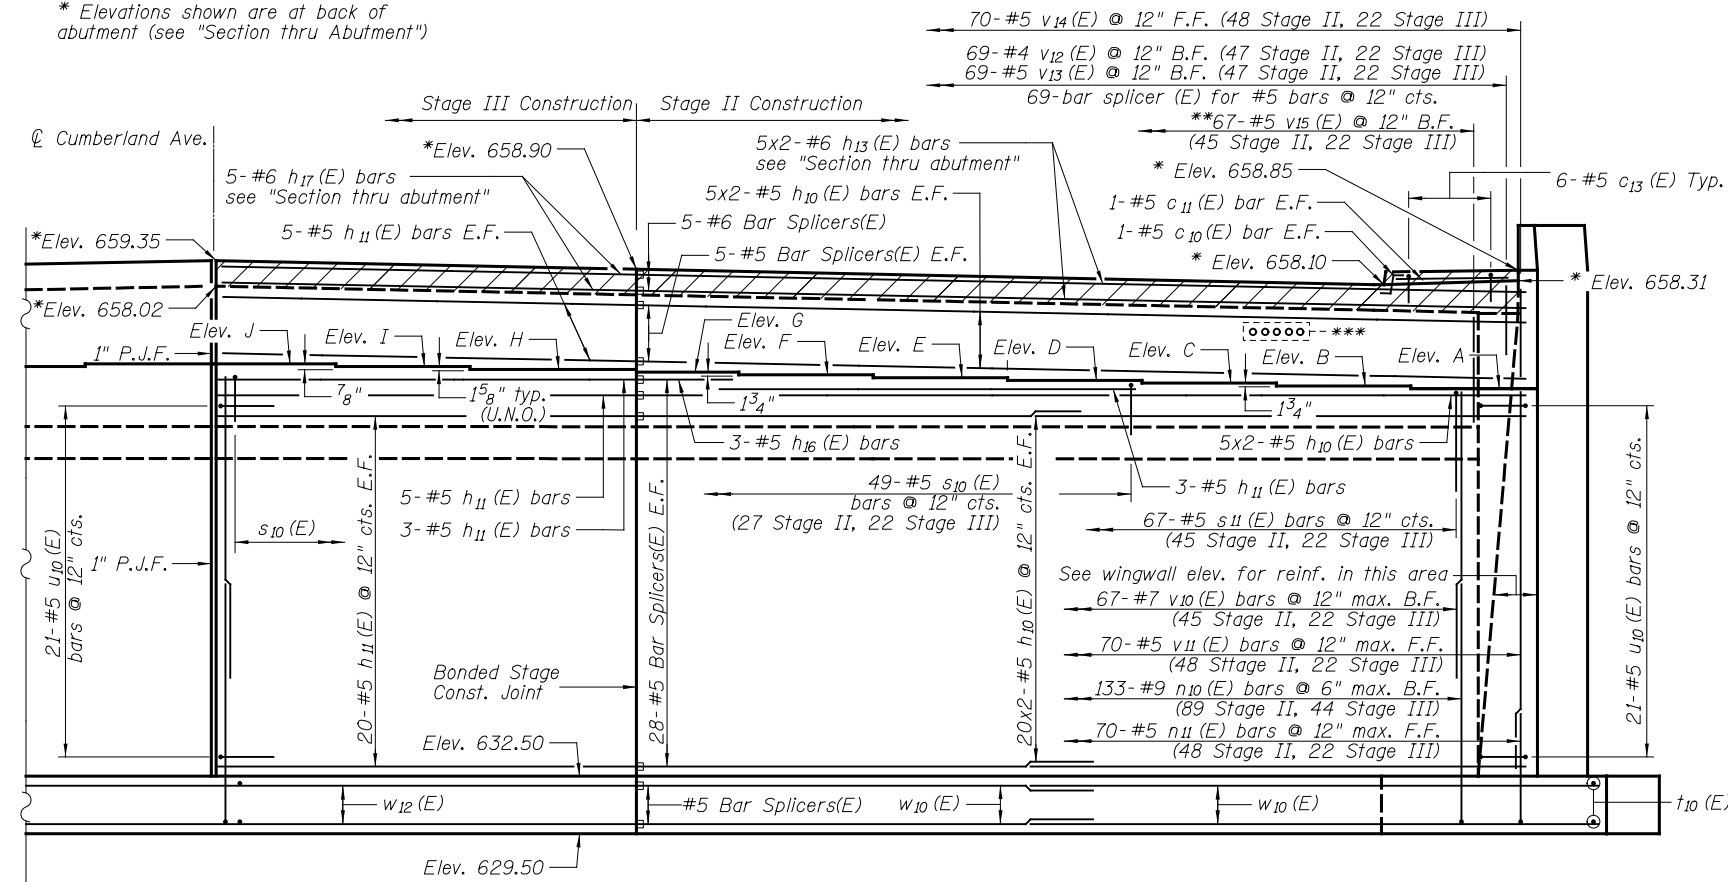 * Elevations shown are at back of
abutment (see "Section thru Abutment")
70-#5 v14(E) @ 12" F.F. (48 Stage II, 22 Stage III)
69-#4 v12(E) @ 12" B.F. (47 Stage II, 22 Stage III)
69-#5 v13(E) @ 12" B.F. (47 Stage II, 22 Stage III)
69-bar splicer (E) for #5 bars @ 12" cts.
**67-#5 v15(E) @ 12" B.F.
(45 Stage II, 22 Stage III)
Stage III Construction
Stage II Construction
℄ Cumberland Ave.
*Elev. 658.90
5x2-#6 h13(E) bars
see "Section thru abutment"
* Elev. 658.85
6-#5 c13(E) Typ.
5-#6 h17(E) bars
see "Section thru abutment"
5x2-#5 h10(E) bars E.F.
1-#5 c11(E) bar E.F.
5-#6 Bar Splicers(E)
1-#5 c10(E) bar E.F.
*Elev. 659.35
5-#5 h11(E) bars E.F.
5-#5 Bar Splicers(E) E.F.
* Elev. 658.10
* Elev. 658.31
*Elev. 658.02
Elev. J
Elev. I
Elev. H
Elev. G
Elev. F
Elev. E
Elev. D
Elev. C
Elev. B
Elev. A
***
1" P.J.F.
7/8"
1 5/8" typ.
(U.N.O.)
1 3/4"
1 3/4"
3-#5 h16(E) bars
5x2-#5 h10(E) bars
5-#5 h11(E) bars
3-#5 h11(E) bars
49-#5 s10(E)
bars @ 12" cts.
(27 Stage II, 22 Stage III)
3-#5 h11(E) bars
67-#5 s11(E) bars @ 12" cts.
(45 Stage II, 22 Stage III)
s10(E)
1" P.J.F.
21-#5 u10(E)
bars @ 12" cts.
20-#5 h11(E) @ 12" cts. E.F.
28-#5 Bar Splicers(E) E.F.
20x2-#5 h10(E) @ 12" cts. E.F.
21-#5 u10(E) bars @ 12" cts.
See wingwall elev. for reinf. in this area
67-#7 v10(E) bars @ 12" max. B.F.
(45 Stage II, 22 Stage III)
70-#5 v11(E) bars @ 12" max. F.F.
(48 Sttage II, 22 Stage III)
133-#9 n10(E) bars @ 6" max. B.F.
(89 Stage II, 44 Stage III)
70-#5 n11(E) bars @ 12" max. F.F.
(48 Stage II, 22 Stage III)
Bonded Stage
Const. Joint
Elev. 632.50
w12(E)
#5 Bar Splicers(E)
w10(E)
w10(E)
t10(E)
Elev. 629.50